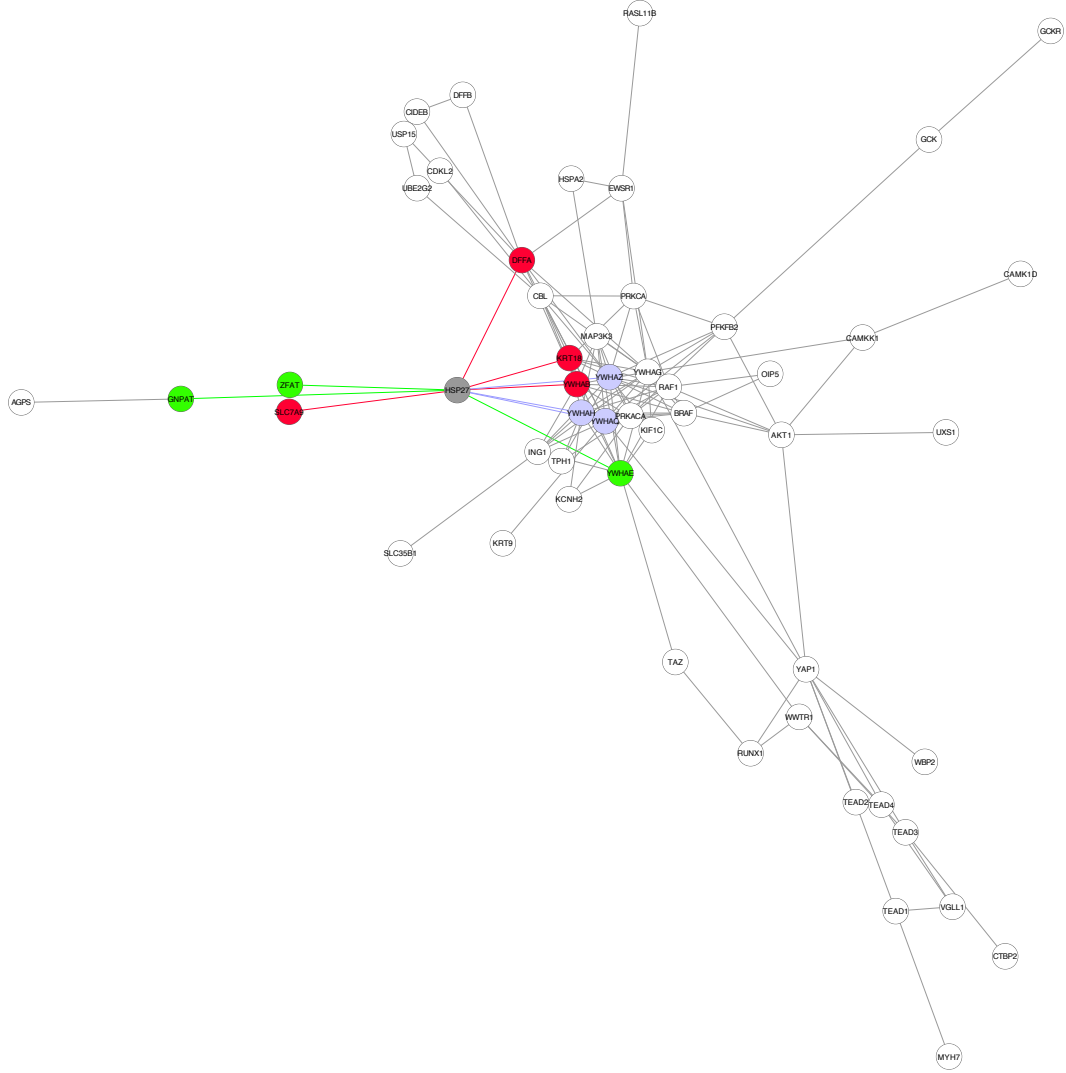 RASL11B
GCKR
DFFB
CIDEB
USP15
GCK
CDKL2
HSPA2
UBE2G2
EWSR1
DFFA
CAMK1D
CBL
PRKCA
PFKFB2
MAP3K3
CAMKK1
KRT18
YWHAG
OIP5
YWHAZ
ZFAT
YWHAB
RAF1
HSP27
GNPAT
AGPS
SLC7A5
YWHAH
BRAF
PRKACA
YWHAQ
KIF1C
UXS1
AKT1
ING1
TPH1
YWHAE
KCNH2
KRT9
SLC35B1
TAZ
YAP1
WWTR1
RUNX1
WBP2
TEAD2
TEAD4
TEAD3
VGLL1
TEAD1
CTBP2
MYH7